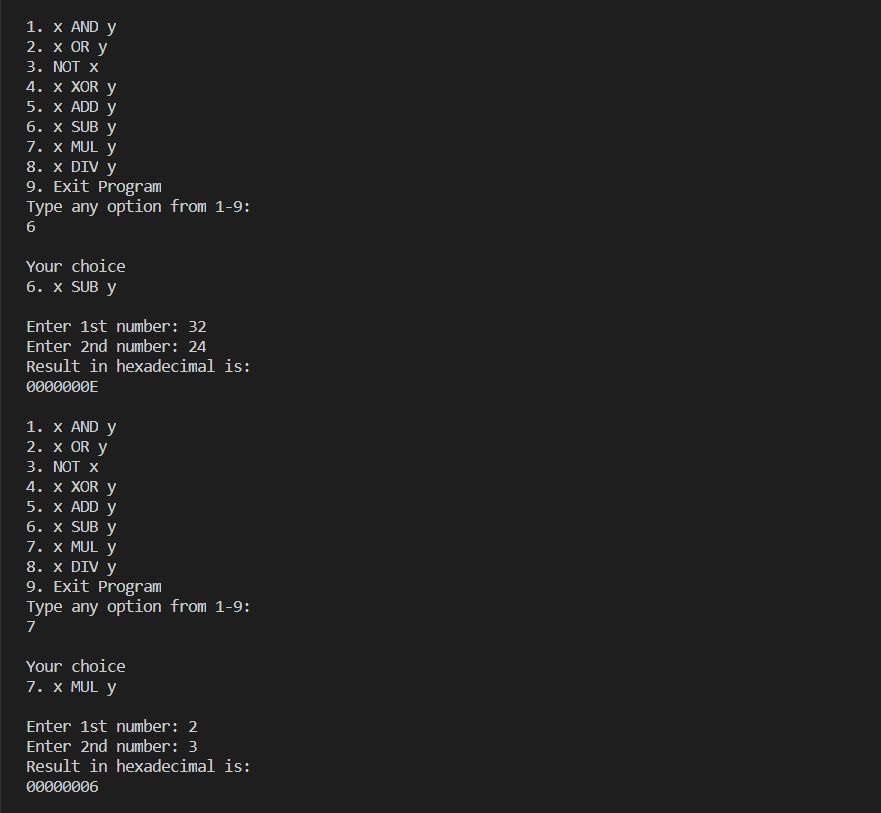 1. x AND y
2. x OR y
3. NOT x
4. x XOR y
5. x ADD y
6. x SUB y
7. x MUL y
8. x DIV y
9. Exit Program
Type any option from 1-9:
6
Your choice
6. x SUB y
Enter 1st number: 32
Enter 2nd number: 24
Result in hexadecimal is:
0000000E
1. x AND y
2. x OR y
3. NOT x
4. x XOR y
5. x ADD y
6. x SUB y
7. x MUL y
8. x DIV y
9. Exit Program
Type any option from 1-9:
7
Your choice
7. x MUL y
Enter 1st number: 2
Enter 2nd number: 3
Result in hexadecimal is:
00000006